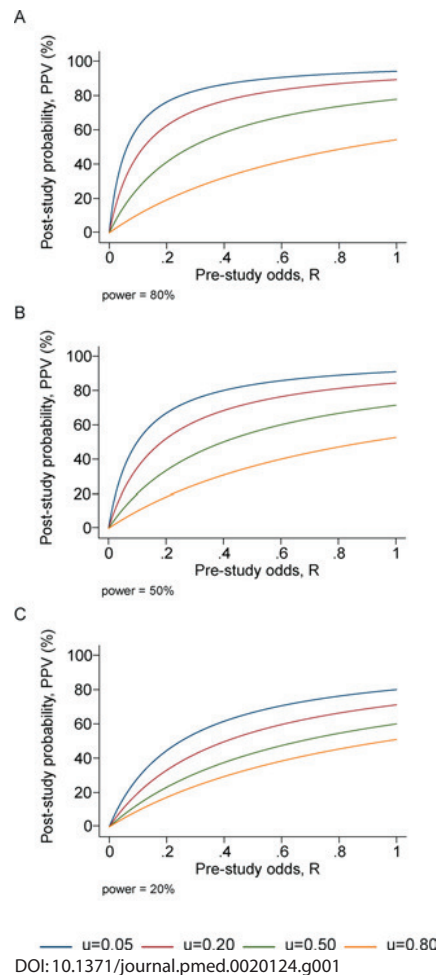 A
Post-study probability, PPV (%)
100
80
60
40
20
0
0 .2 .4 .6 .8 1
Pre-study odds, R
power = 80%
B
Post-study probability, PPV (%)
100
80
60
40
20
0
0 .2 .4 .6 .8 1
Pre-study odds, R
power = 50%
C
Post-study probability, PPV (%)
100
80
60
40
20
0
0 .2 .4 .6 .8 1
Pre-study odds, R
power = 20%
u=0.05 u=0.20 u=0.50 u=0.80
DOI: 10.1371/journal.pmed.0020124.g001